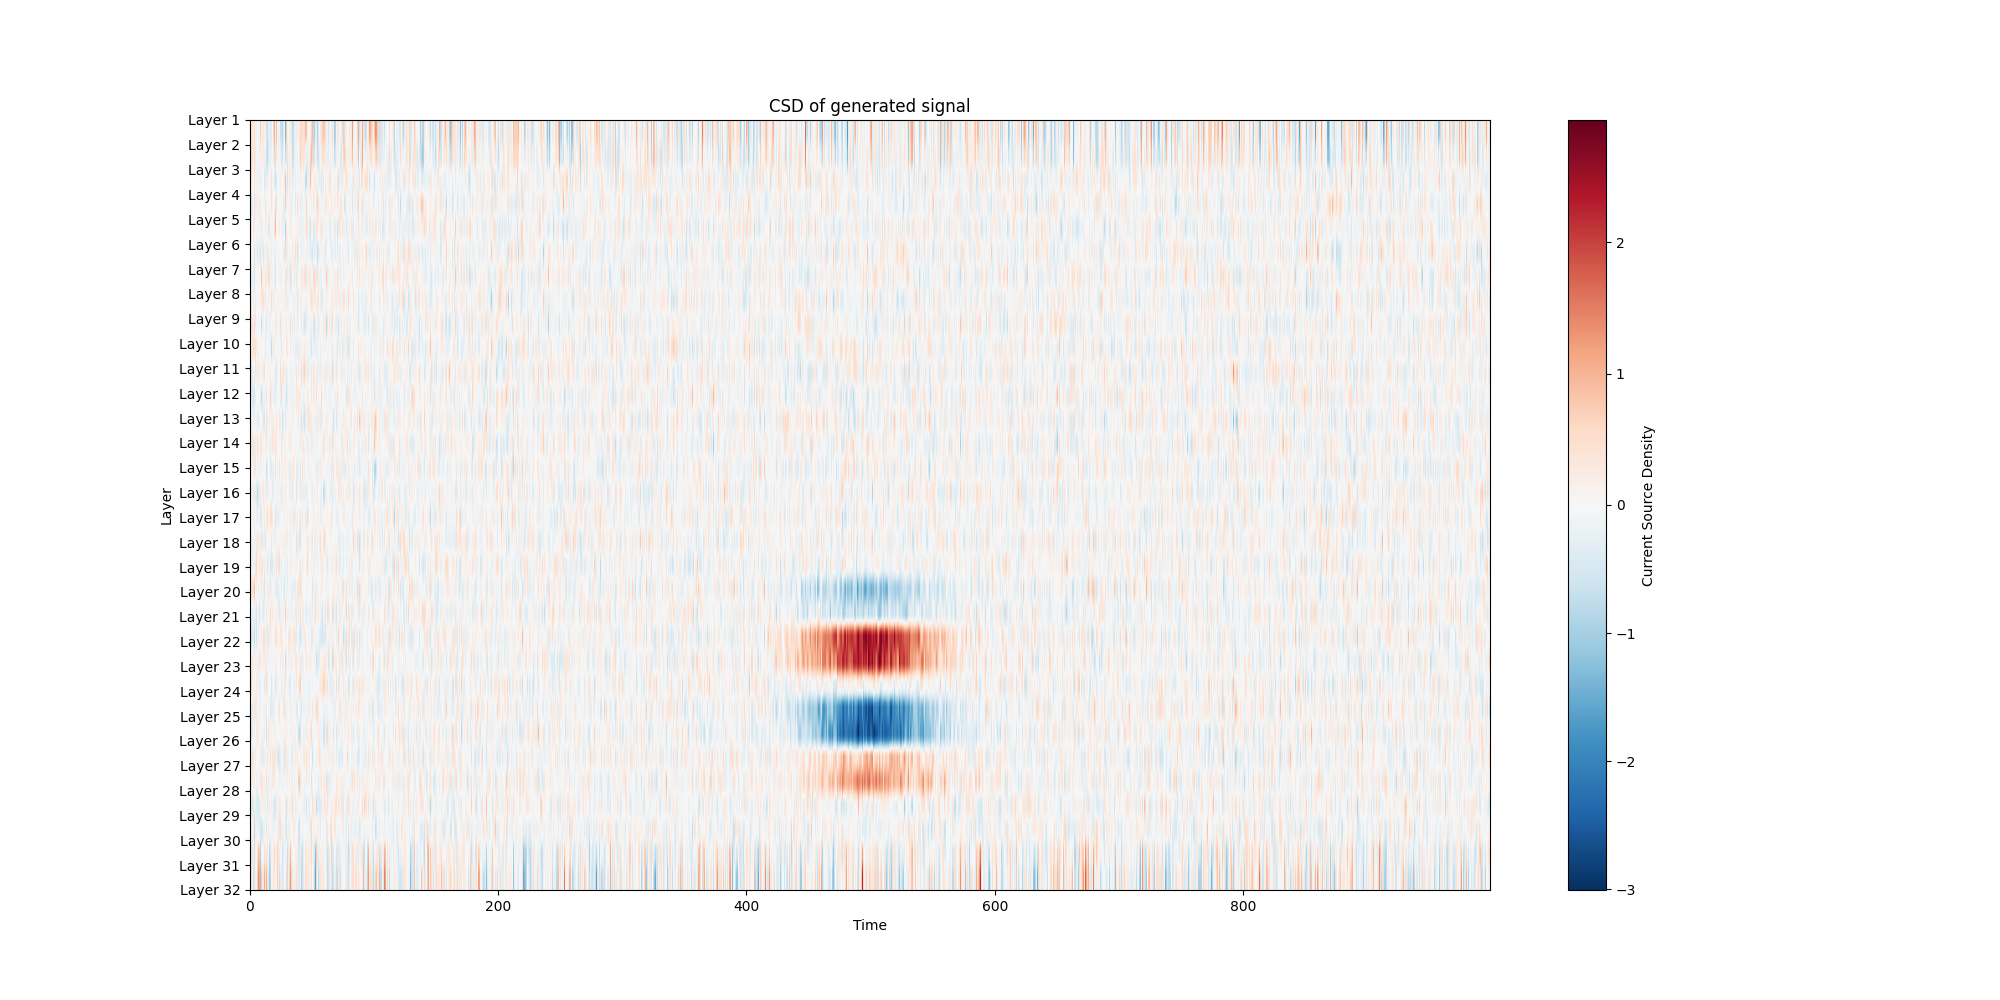 CSD of generated signal
Layer 1
Layer 2
Layer 3
Layer 4
Layer 5
Layer 6
Layer 7
Layer 8
Layer 9
Layer 10
Layer 11
Layer 12
Layer 13
Layer 14
Layer 15
Layer 16
Layer 17
Layer 18
Layer 19
Layer 20
Layer 21
Layer 22
Layer 23
Layer 24
Layer 25
Layer 26
Layer 27
Layer 28
Layer 29
Layer 30
Layer 31
Layer 32
Layer
0 200 400 600 800
Time
2
1
0
−1
−2
−3
Current Source Density